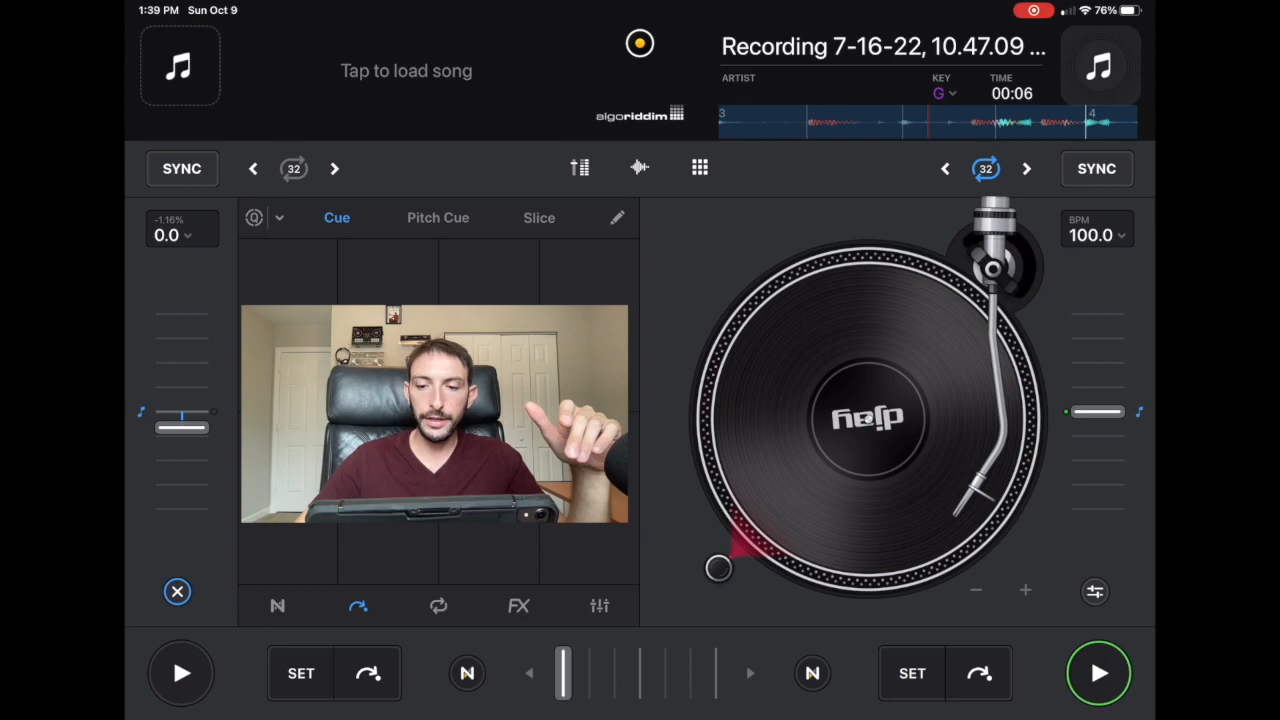 1:39 PM Sun Oct 9
76%
Tap to load song
algoriddim
Recording 7-16-22, 10.47.09 ...
ARTIST
KEY
TIME
G
00:06
3
4
SYNC
32
32
SYNC
-1.16%
0.0
Cue
Pitch Cue
Slice
BPM
100.0
djay
FX
SET
SET